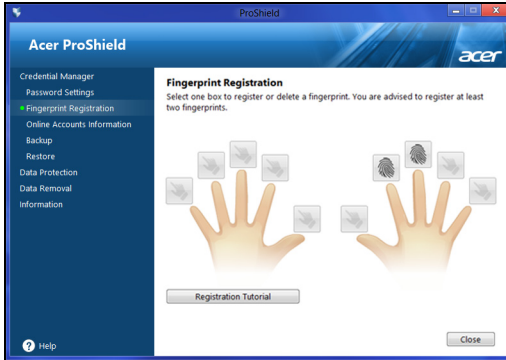 ProShield
Acer ProShield
acer
Credential Manager
Password Settings
Fingerprint Registration
Online Accounts Information
Backup
Restore
Data Protection
Data Removal
Information
Fingerprint Registration
Select one box to register or delete a fingerprint. You are advised to register at least
two fingerprints.
Registration Tutorial
? Help
Close